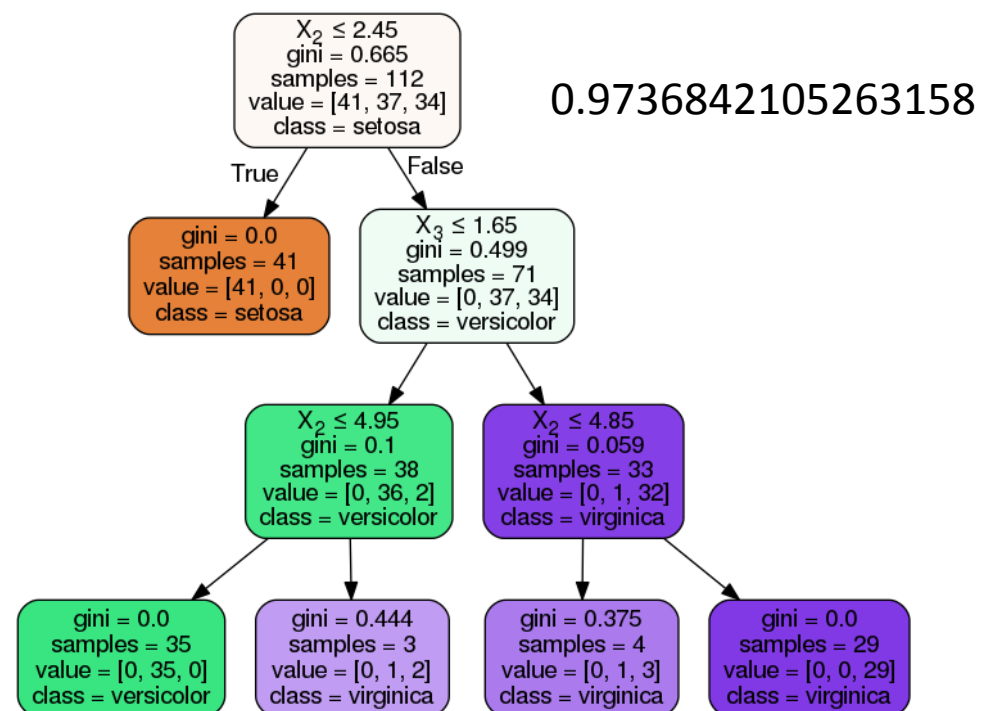 X₂ ≤ 2.45
gini = 0.665
samples = 112
value = [41, 37, 34]
class = setosa
0.9736842105263158
True
False
gini = 0.0
samples = 41
value = [41, 0, 0]
class = setosa
X₃ ≤ 1.65
gini = 0.499
samples = 71
value = [0, 37, 34]
class = versicolor
X₂ ≤ 4.95
gini = 0.1
samples = 38
value = [0, 36, 2]
class = versicolor
X₂ ≤ 4.85
gini = 0.059
samples = 33
value = [0, 1, 32]
class = virginica
gini = 0.0
samples = 35
value = [0, 35, 0]
class = versicolor
gini = 0.444
samples = 3
value = [0, 1, 2]
class = virginica
gini = 0.375
samples = 4
value = [0, 1, 3]
class = virginica
gini = 0.0
samples = 29
value = [0, 0, 29]
class = virginica